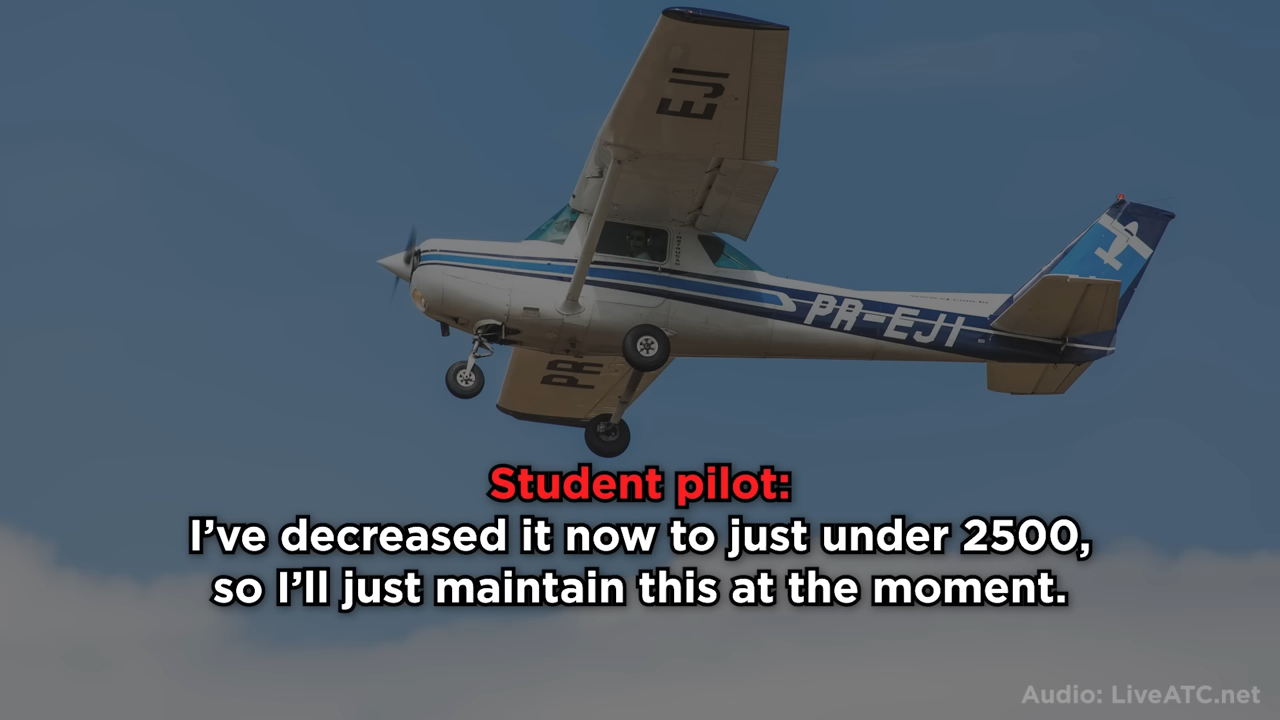 EJI
PR-EJI
PR
Student pilot:
I’ve decreased it now to just under 2500,
so I’ll just maintain this at the moment.
Audio: LiveATC.net